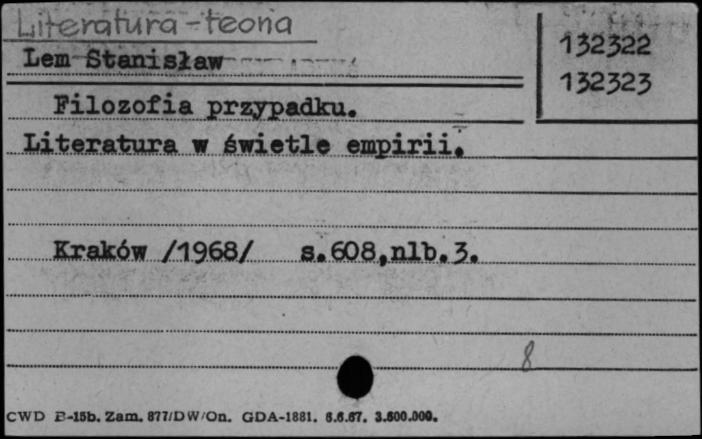 Literatura-teoria
Lem Stanisław
132322
132323
Filozofia przypadku.
Literatura w świetle empirii.
Kraków /1968/ s.608,nlb.3.
8
CWD B-15b. Zam. 877/DW/On. GDA-1881. 6.6.67. 3.600.000.